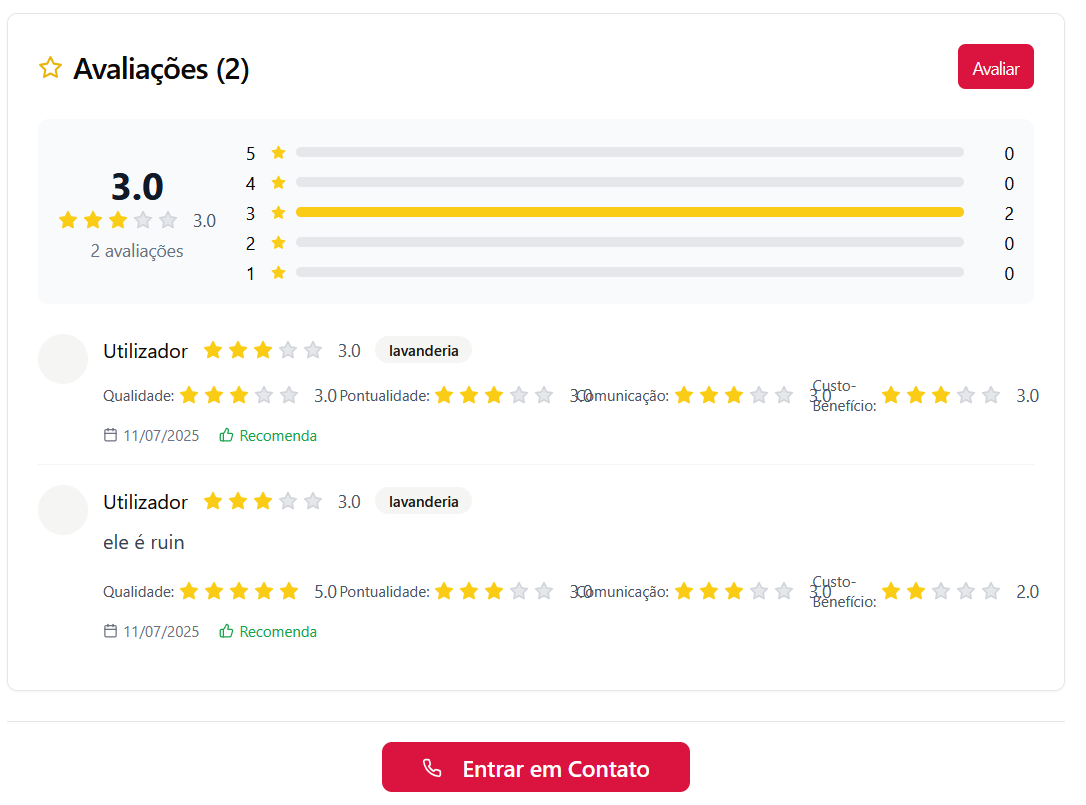 Avaliações (2)
Avaliar
3.0
3.0
2 avaliações
5 0
4 0
3 2
2 0
1 0
Utilizador 3.0 lavanderia
Qualidade: 3.0 Pontualidade: 3.0 Comunicação: 3.0 Custo-Benefício: 3.0
11/07/2025 Recomenda
Utilizador 3.0 lavanderia
ele é ruin
Qualidade: 5.0 Pontualidade: 3.0 Comunicação: 3.0 Custo-Benefício: 2.0
11/07/2025 Recomenda
Entrar em Contato